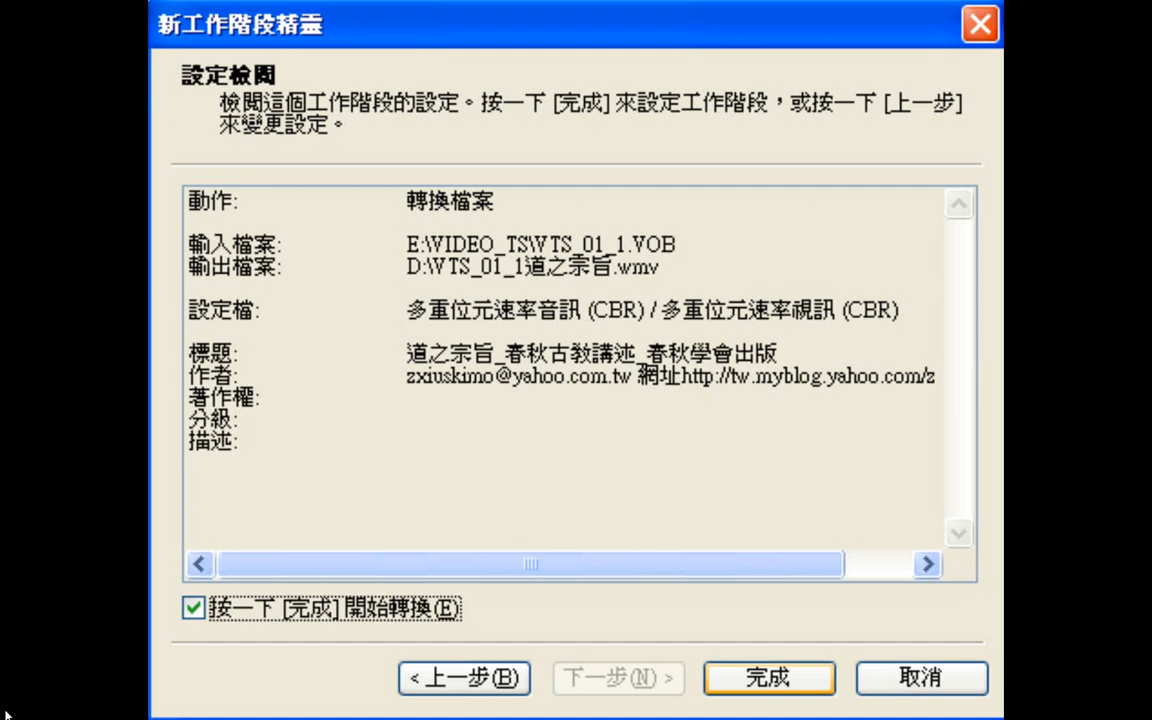 新工作階段精靈
設定檢閱
檢閱這個工作階段的設定。按一下 [完成] 來設定工作階段，或按一下 [上一步]
來變更設定。
動作: 轉換檔案
輸入檔案: E:\VIDEO_TS\VTS_01_1.VOB
輸出檔案: D:\VTS_01_1道之宗旨.wmv
設定檔: 多重位元速率音訊 (CBR) / 多重位元速率視訊 (CBR)
標題: 道之宗旨_春秋古教講述_春秋學會出版
作者: zxiuskimo@yahoo.com.tw 網址http://tw.myblog.yahoo.com/z
著作權:
分級:
描述:
按一下 [完成] 開始轉換(E)
< 上一步(B) 下一步(N) > 完成 取消